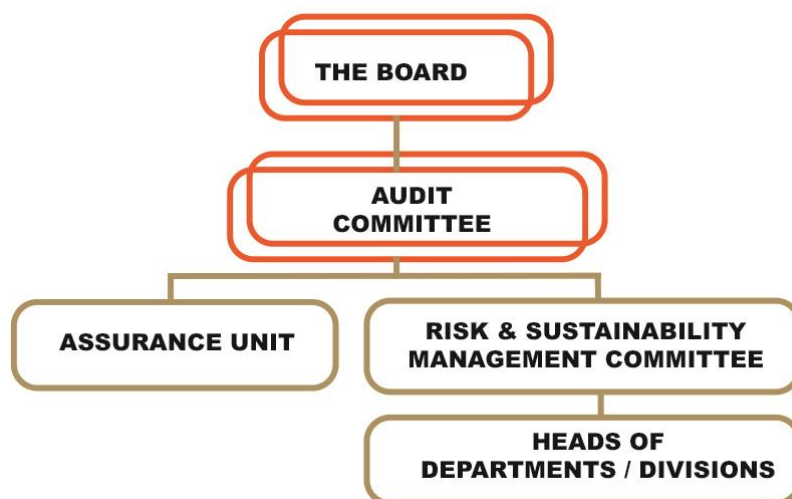 THE BOARD
AUDIT
COMMITTEE
ASSURANCE UNIT
RISK & SUSTAINABILITY
MANAGEMENT COMMITTEE
HEADS OF
DEPARTMENTS / DIVISIONS